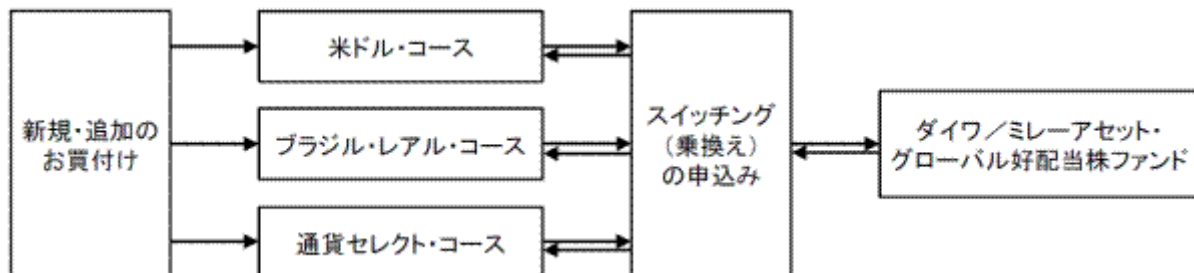 新規・追加の
お買付け
米ドル・コース
ブラジル・レアル・コース
通貨セレクト・コース
スイッチング
（乗換え）
の申込み
ダイワ／ミレーアセット・
グローバル好配当株ファンド